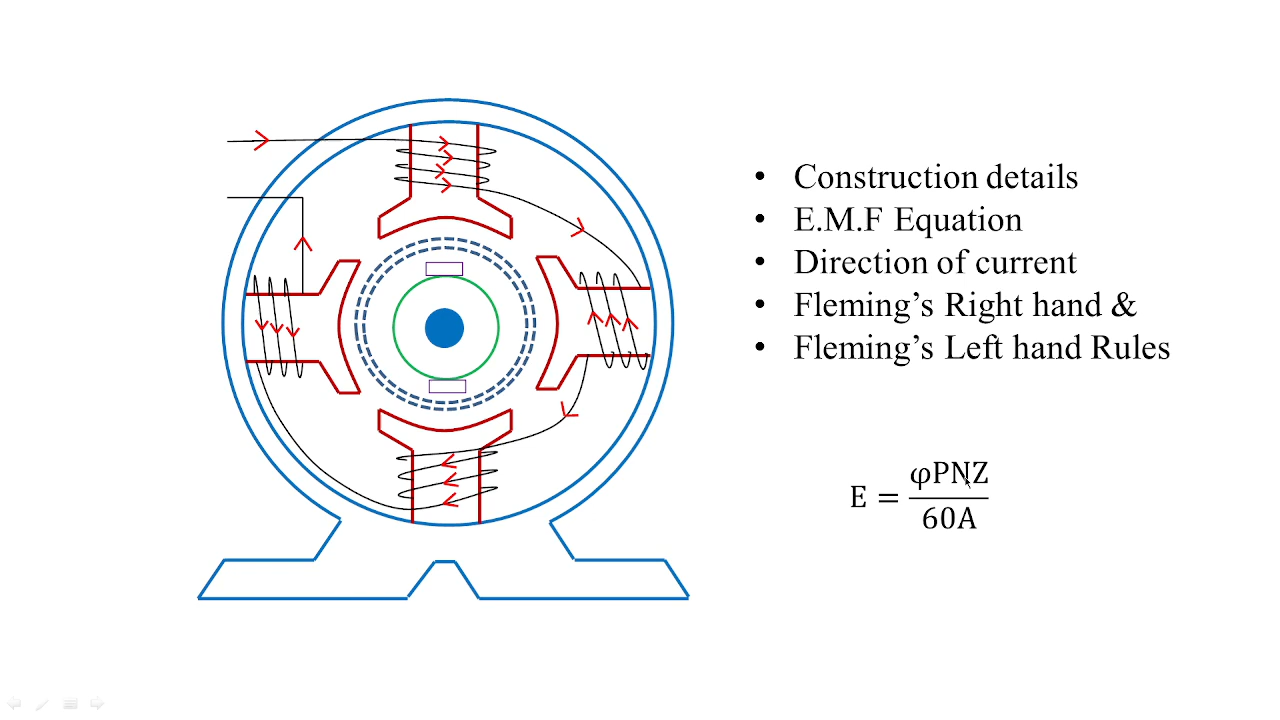 • Construction details
• E.M.F Equation
• Direction of current
• Fleming’s Right hand &
• Fleming’s Left hand Rules
E = φPNZ/60A